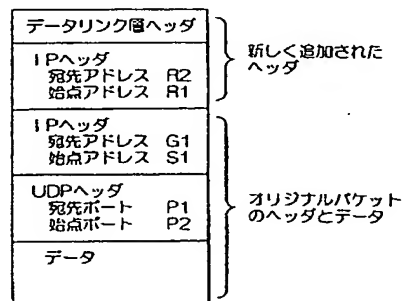 データリンク層ヘッダ
IPヘッダ
宛先アドレス R2
始点アドレス R1
新しく追加された
ヘッダ
IPヘッダ
宛先アドレス G1
始点アドレス S1
UDPヘッダ
宛先ポート P1
始点ポート P2
データ
オリジナルパケット
のヘッダとデータ